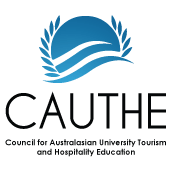 CAUTHE
Council for Australasian University Tourism
and Hospitality Education